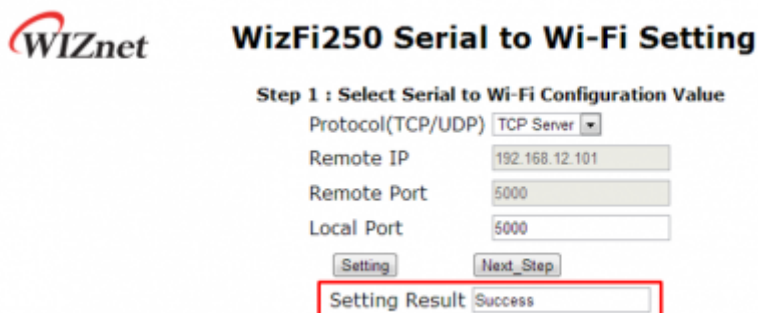 WIZnet
WizFi250 Serial to Wi-Fi Setting
Step 1 : Select Serial to Wi-Fi Configuration Value
Protocol(TCP/UDP) TCP Server
Remote IP 192.168.12.101
Remote Port 5000
Local Port 5000
Setting Next_Step
Setting Result Success